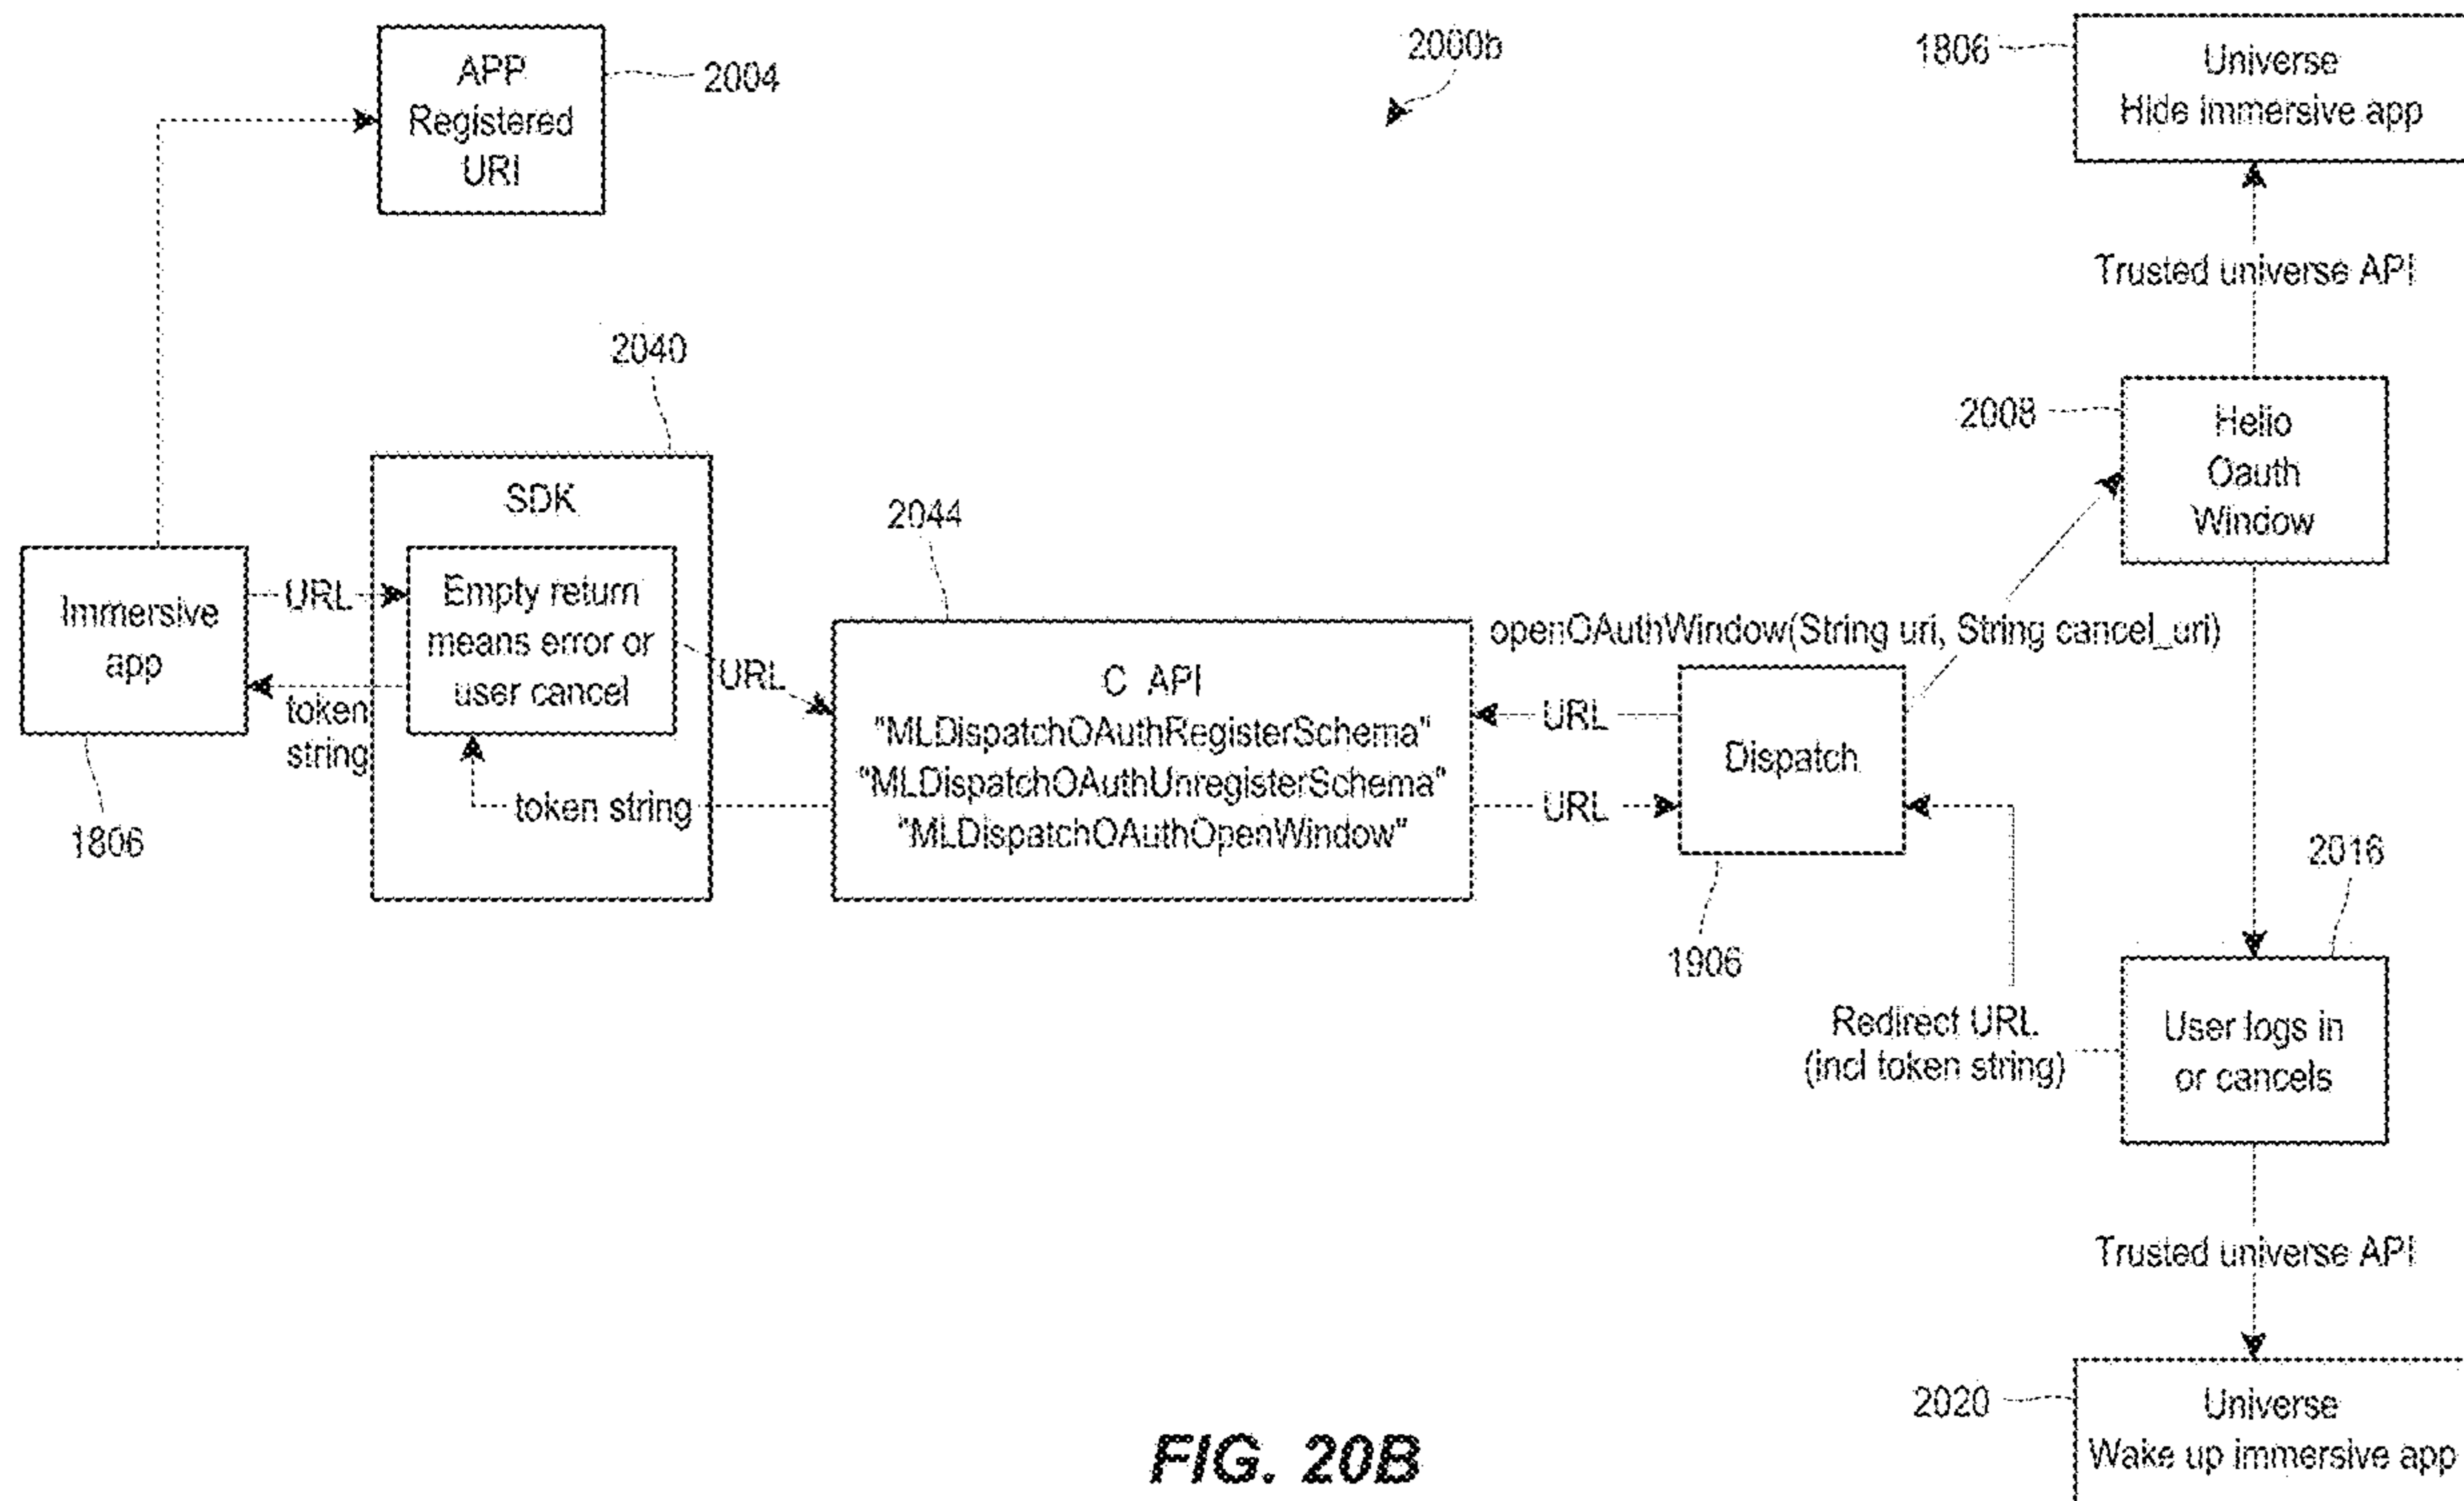 APP
Registered
URI
2004
2000b
1806
Universe
Hide immersive app
Trusted universe API
2040
2008
Helio
Oauth
Window
SDK
2044
Immersive
app
URL
Empty return
means error or
user cancel
token
string
token string
1806
URL
C API
"MLDispatchOAuthRegisterSchema"
"MLDispatchOAuthUnregisterSchema"
"MLDispatchOAuthOpenWindow"
openOAuthWindow(String uri, String cancel_uri)
URL
URL
Dispatch
1906
2016
Redirect URL
(incl token string)
User logs in
or cancels
Trusted universe API
2020
Universe
Wake up immersive app
FIG. 20B